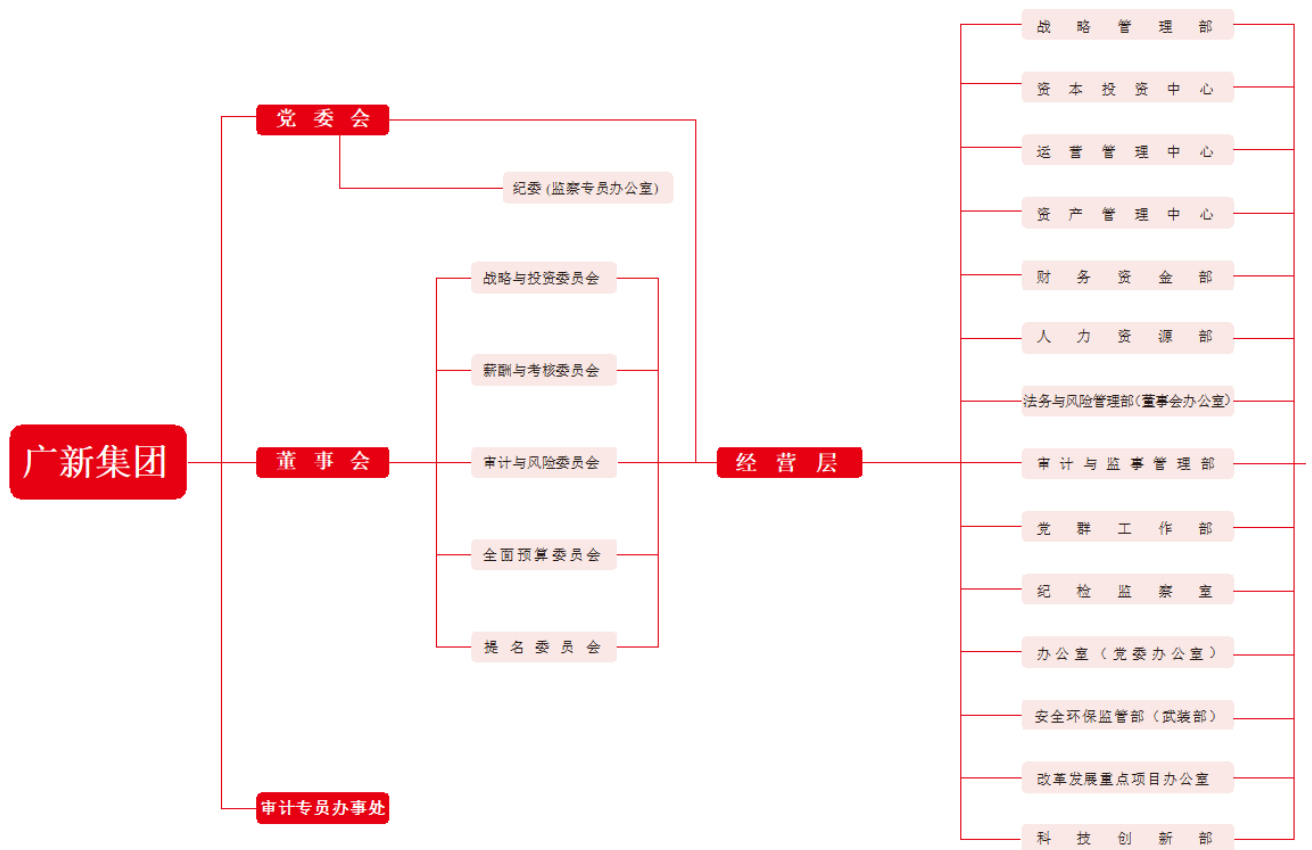 广新集团
党委会
纪委(监察专员办公室)
董事会
战略与投资委员会
薪酬与考核委员会
审计与风险委员会
全面预算委员会
提名委员会
审计专员办事处
经营层
战略管理部
资本投资中心
运营管理中心
资产管理中心
财务资金部
人力资源部
法务与风险管理部(董事会办公室)
审计与监事管理部
党群工作部
纪检监察室
办公室(党委办公室)
安全环保监管部(武装部)
改革发展重点项目办公室
科技创新部